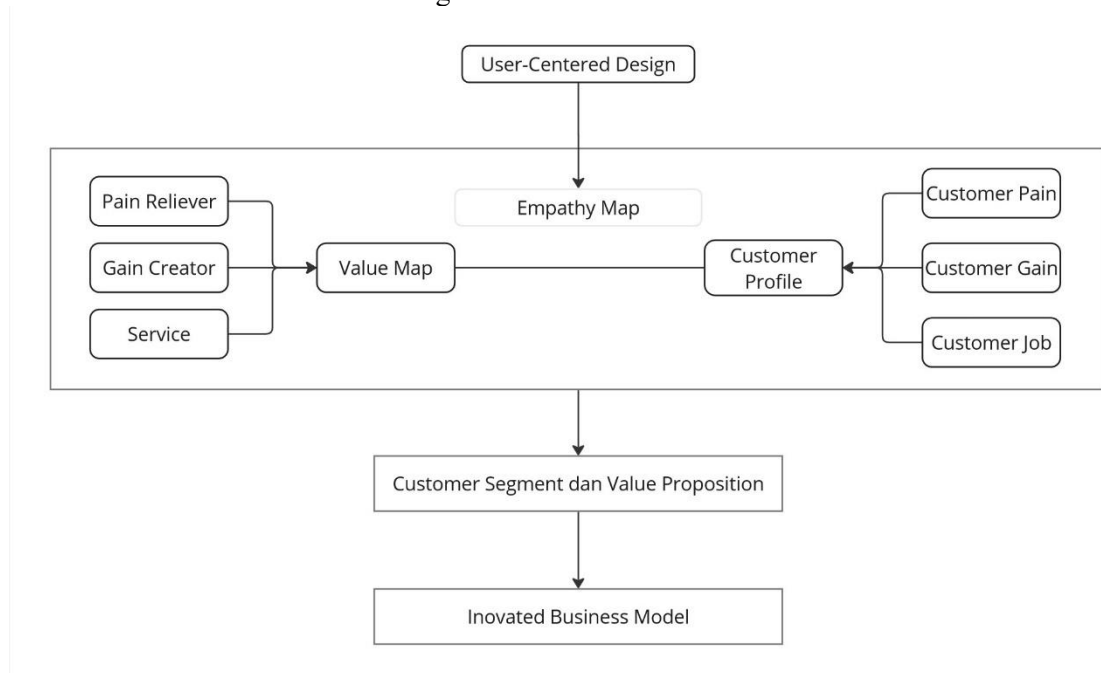 User-Centered Design
Pain Reliever
Empathy Map
Customer Pain
Gain Creator
Value Map
Customer
Profile
Customer Gain
Service
Customer Job
Customer Segment dan Value Proposition
Inovated Business Model